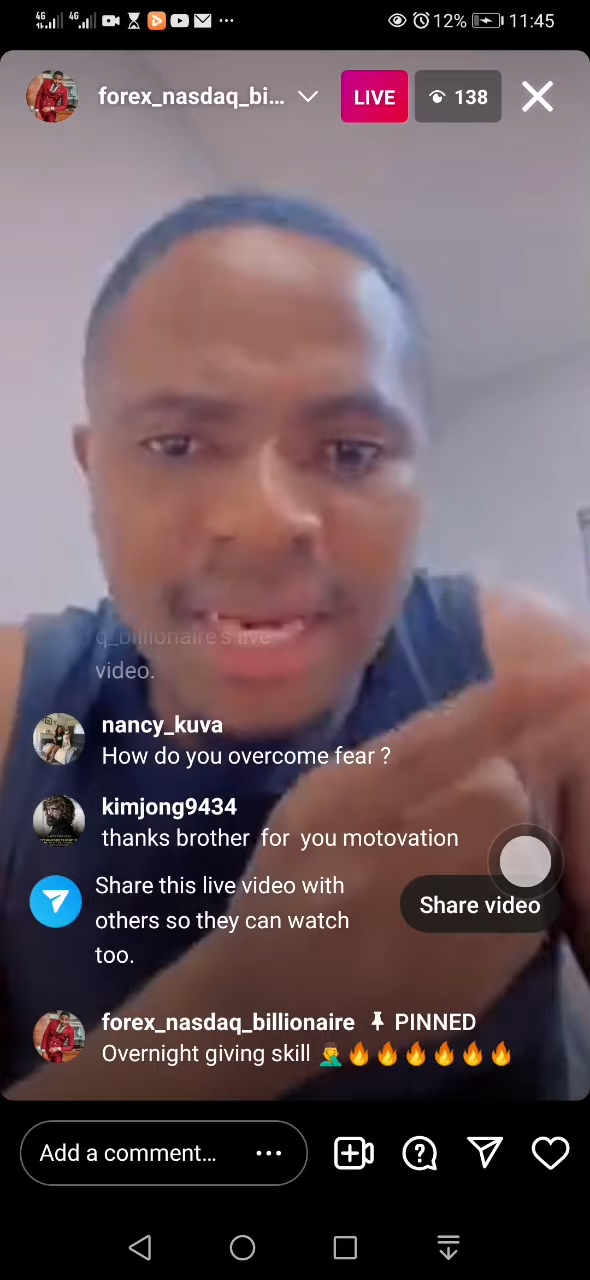 4G 4G 12% 11:45
forex_nasdaq_bi... LIVE 138
q_billionaire's live
video.
nancy_kuva
How do you overcome fear ?
kimjong9434
thanks brother for you motovation
Share this live video with
others so they can watch
too.
Share video
forex_nasdaq_billionaire PINNED
Overnight giving skill 🤦‍♂️🔥🔥🔥🔥🔥🔥
Add a comment...